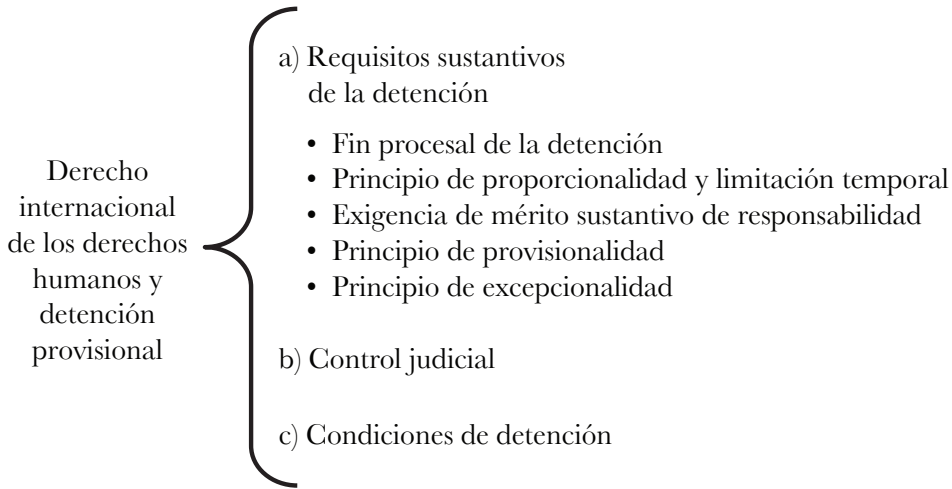 Derecho
internacional
de los derechos
humanos y
detención
provisional
a) Requisitos sustantivos
de la detención
• Fin procesal de la detención
• Principio de proporcionalidad y limitación temporal
• Exigencia de mérito sustantivo de responsabilidad
• Principio de provisionalidad
• Principio de excepcionalidad
b) Control judicial
c) Condiciones de detención